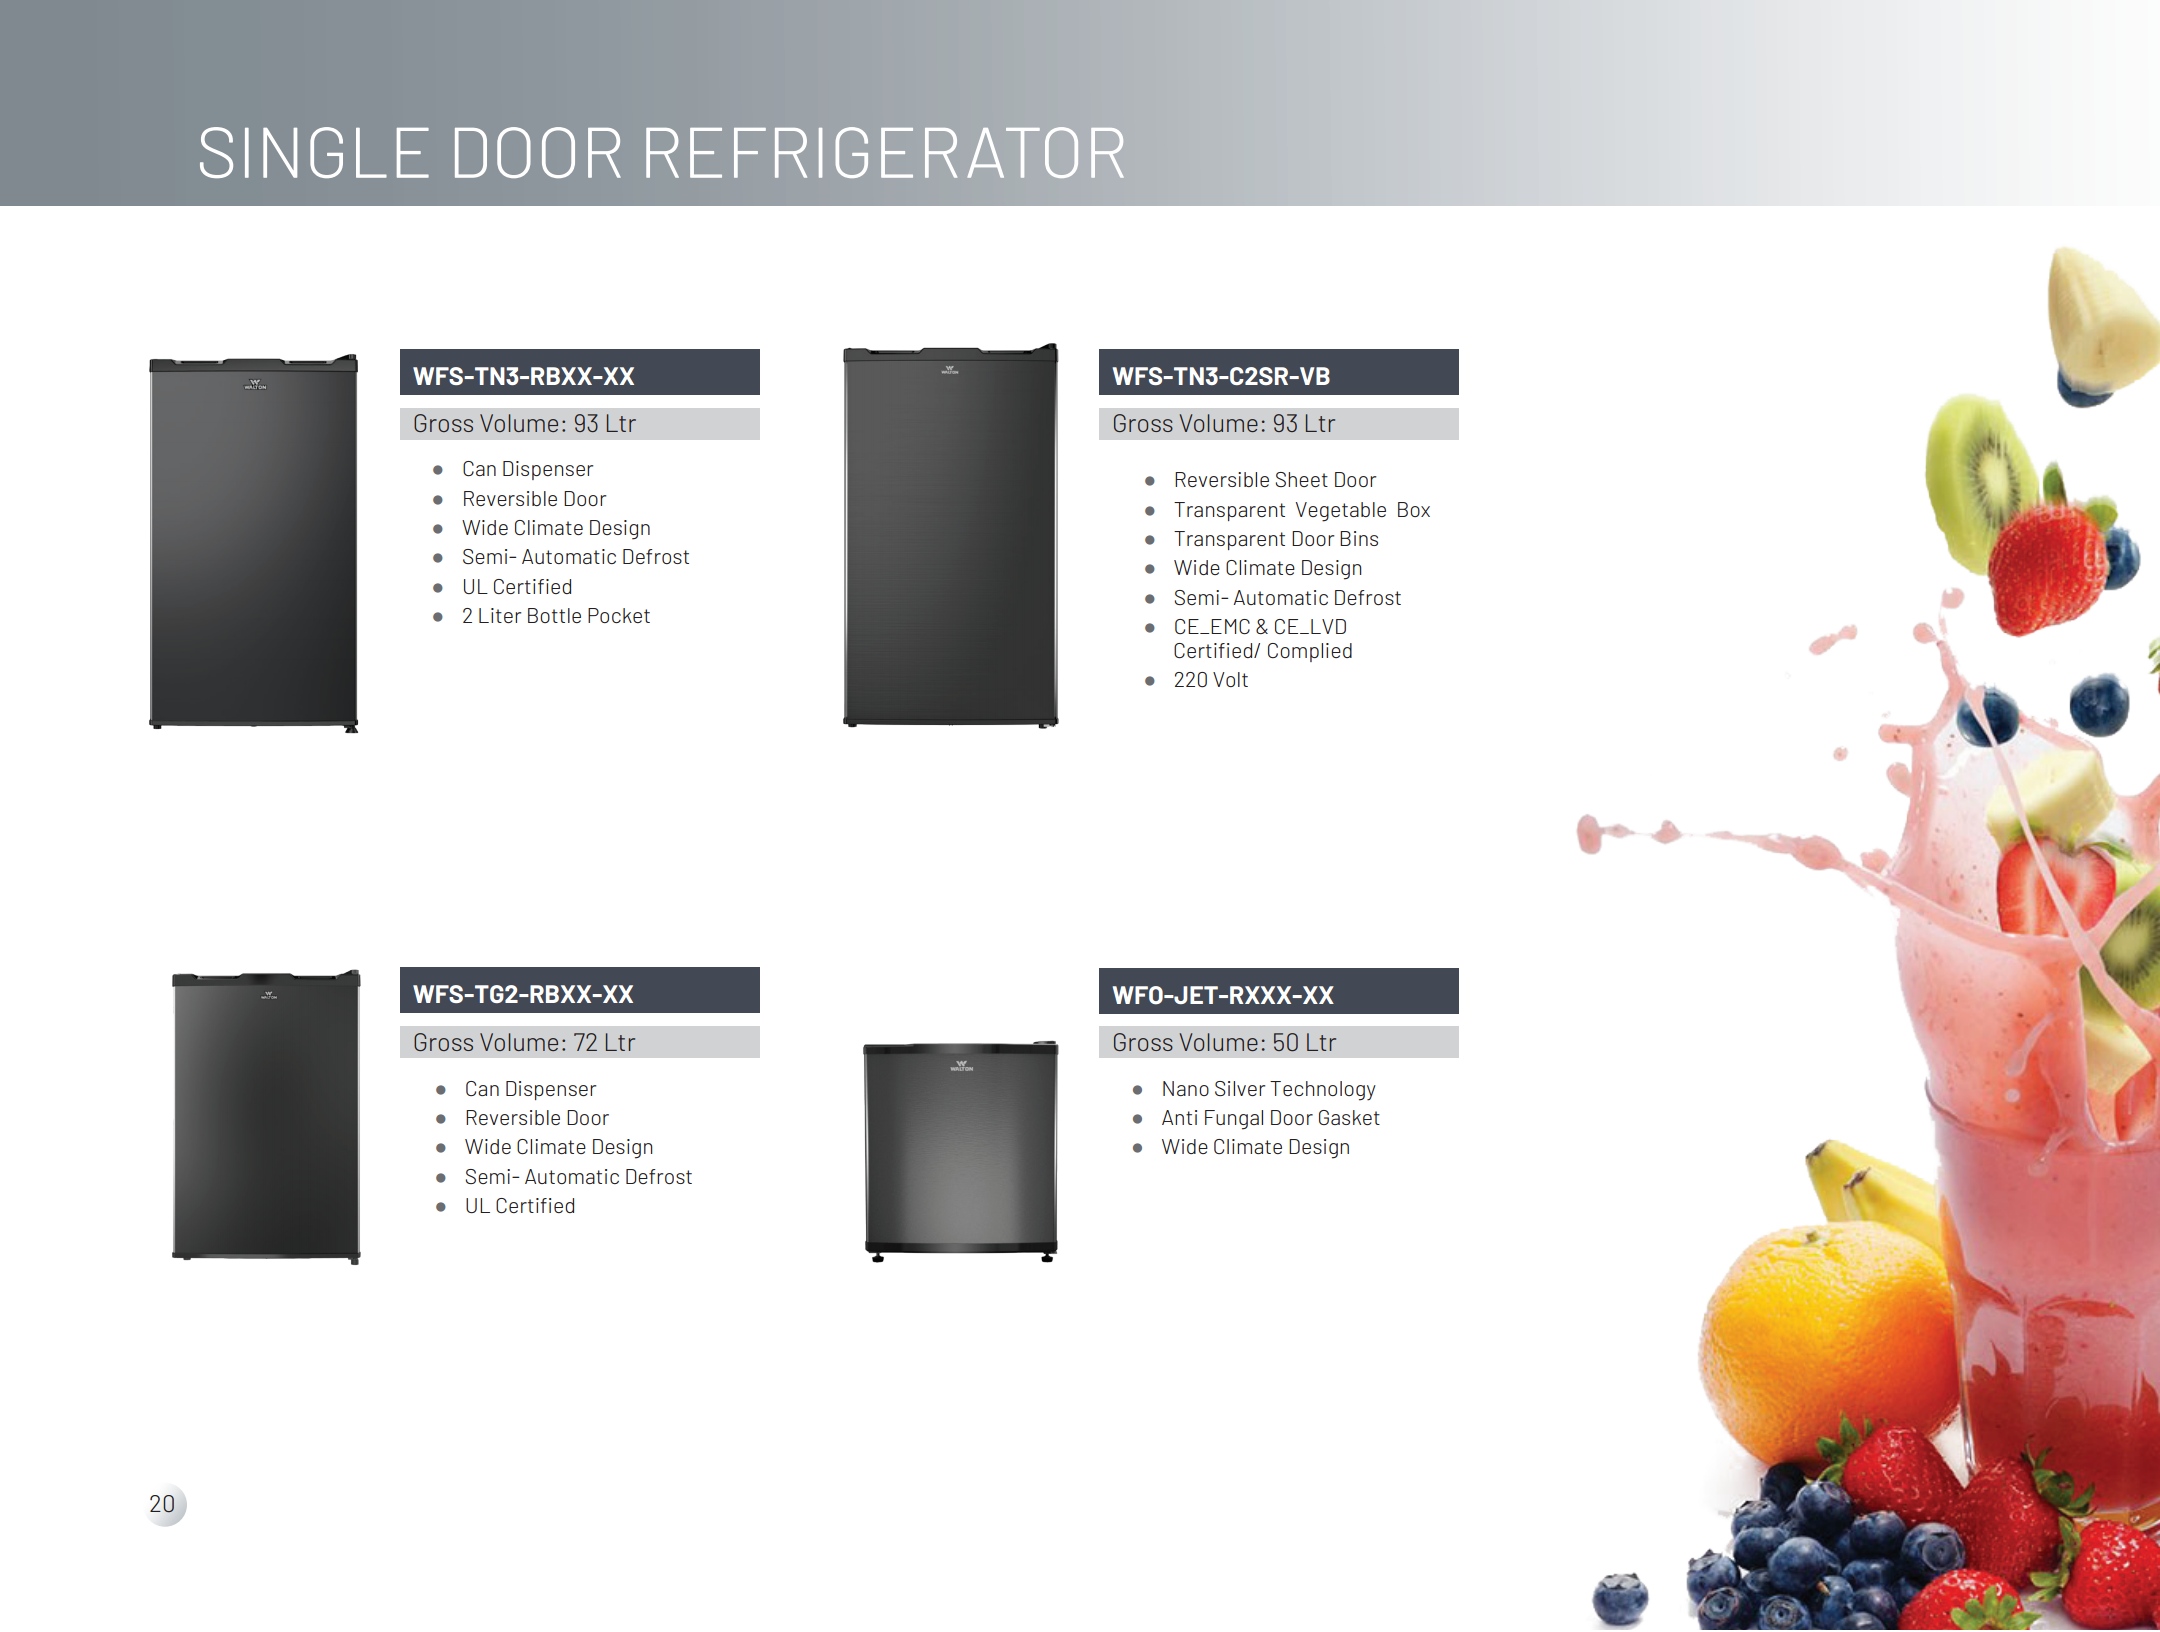 SINGLE DOOR REFRIGERATOR
WALTON
WFS-TN3-RBXX-XX
Gross Volume: 93 Ltr
● Can Dispenser
● Reversible Door
● Wide Climate Design
● Semi- Automatic Defrost
● UL Certified
● 2 Liter Bottle Pocket
WALTON
WFS-TN3-C2SR-VB
Gross Volume: 93 Ltr
● Reversible Sheet Door
● Transparent Vegetable Box
● Transparent Door Bins
● Wide Climate Design
● Semi- Automatic Defrost
● CE_EMC & CE_LVD
Certified/ Complied
● 220 Volt
WALTON
WFS-TG2-RBXX-XX
Gross Volume: 72 Ltr
● Can Dispenser
● Reversible Door
● Wide Climate Design
● Semi- Automatic Defrost
● UL Certified
WALTON
WFO-JET-RXXX-XX
Gross Volume: 50 Ltr
● Nano Silver Technology
● Anti Fungal Door Gasket
● Wide Climate Design
20